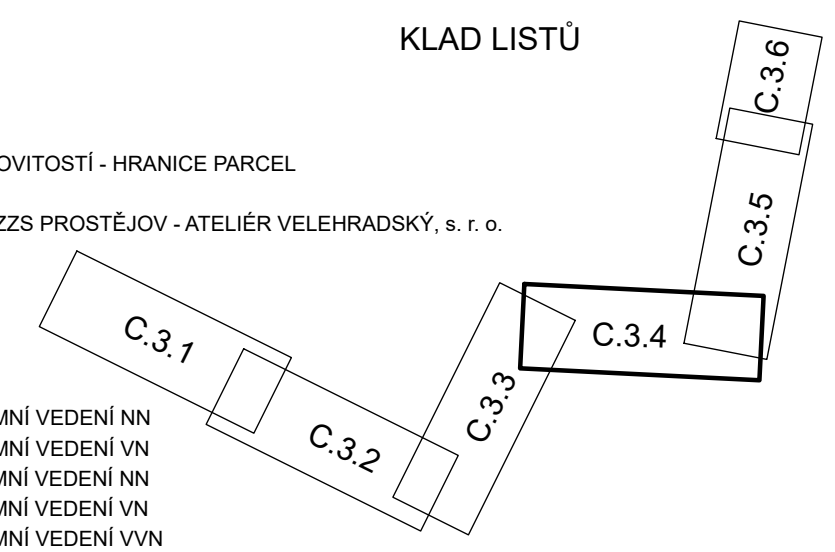 KLAD LISTŮ
C.3.6
OVITOSTÍ - HRANICE PARCEL
ZZS PROSTĚJOV - ATELIÉR VELEHRADSKÝ, s. r. o.
C.3.5
C.3.1
C.3.4
C.3.3
C.3.2
MNÍ VEDENÍ NN
MNÍ VEDENÍ VN
MNÍ VEDENÍ NN
MNÍ VEDENÍ VN
MNÍ VEDENÍ VVN